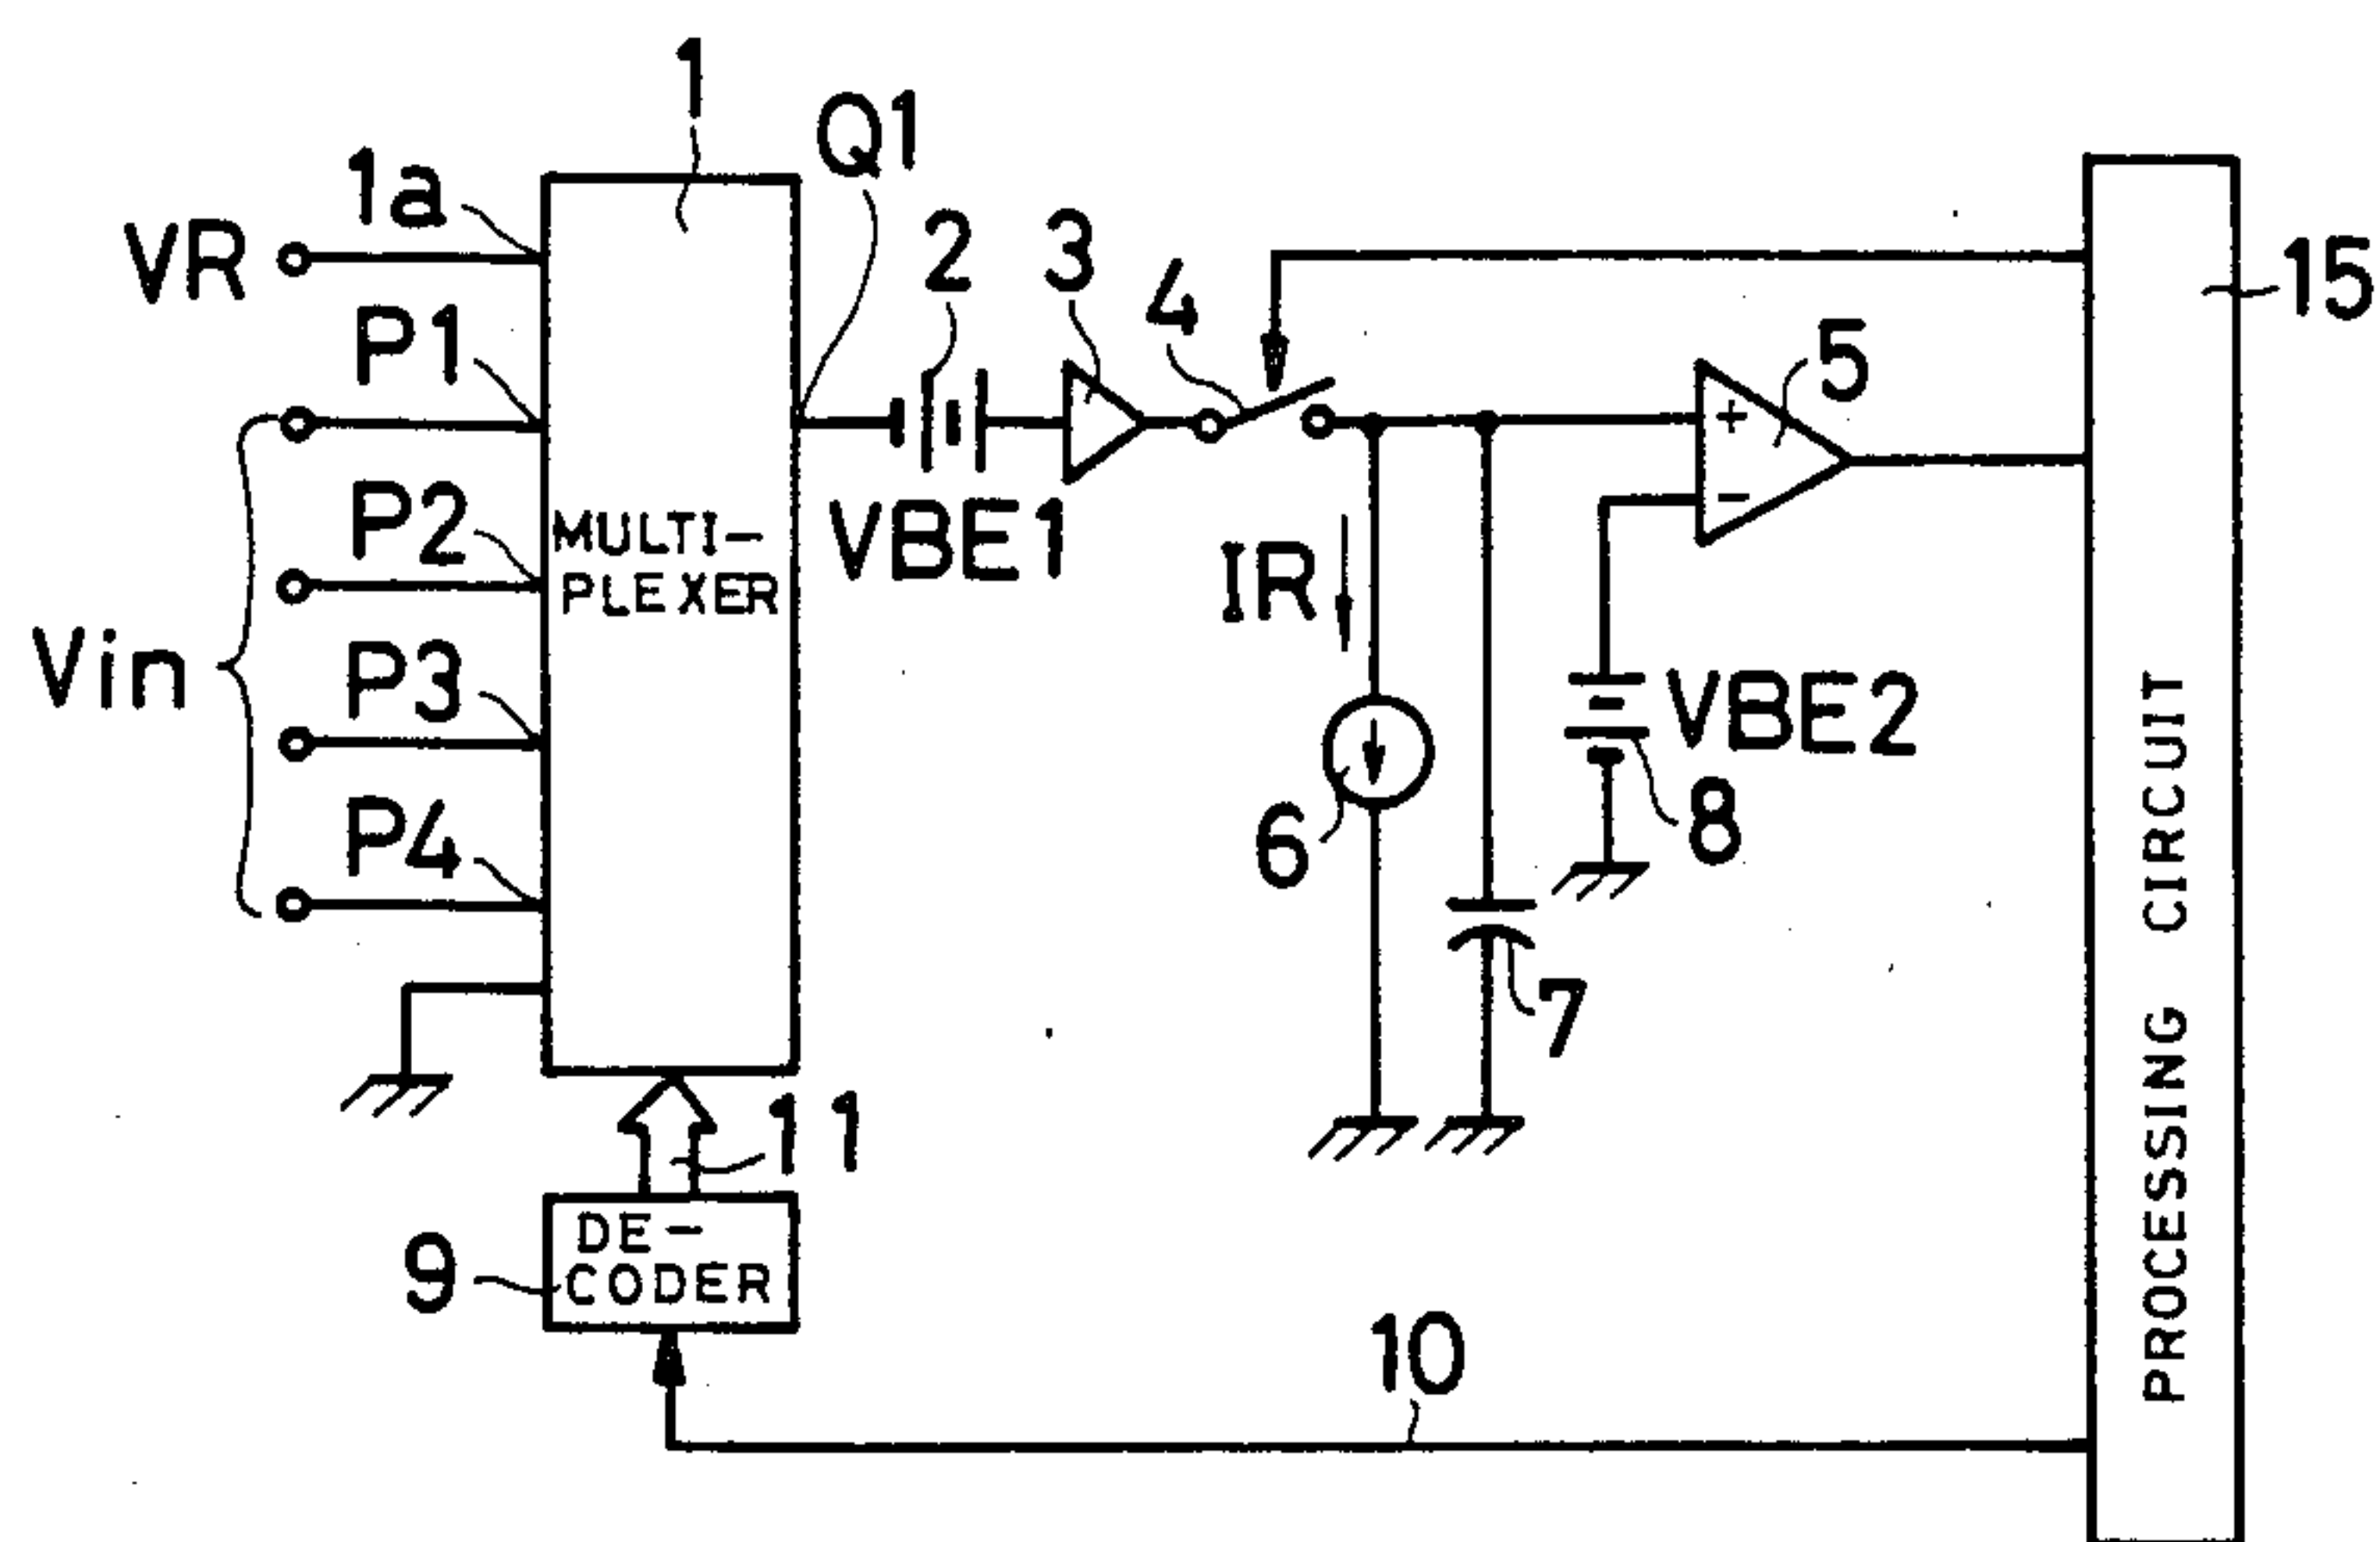 1
Q1
1a
VR
2
3
4
15
P1
5
+
P2
MULTI-
PLEXER
VBE1
-
IR
Vin
P3
VBE2
P4
6
8
7
11
9
DE-
CODER
10
PROCESSING CIRCUIT